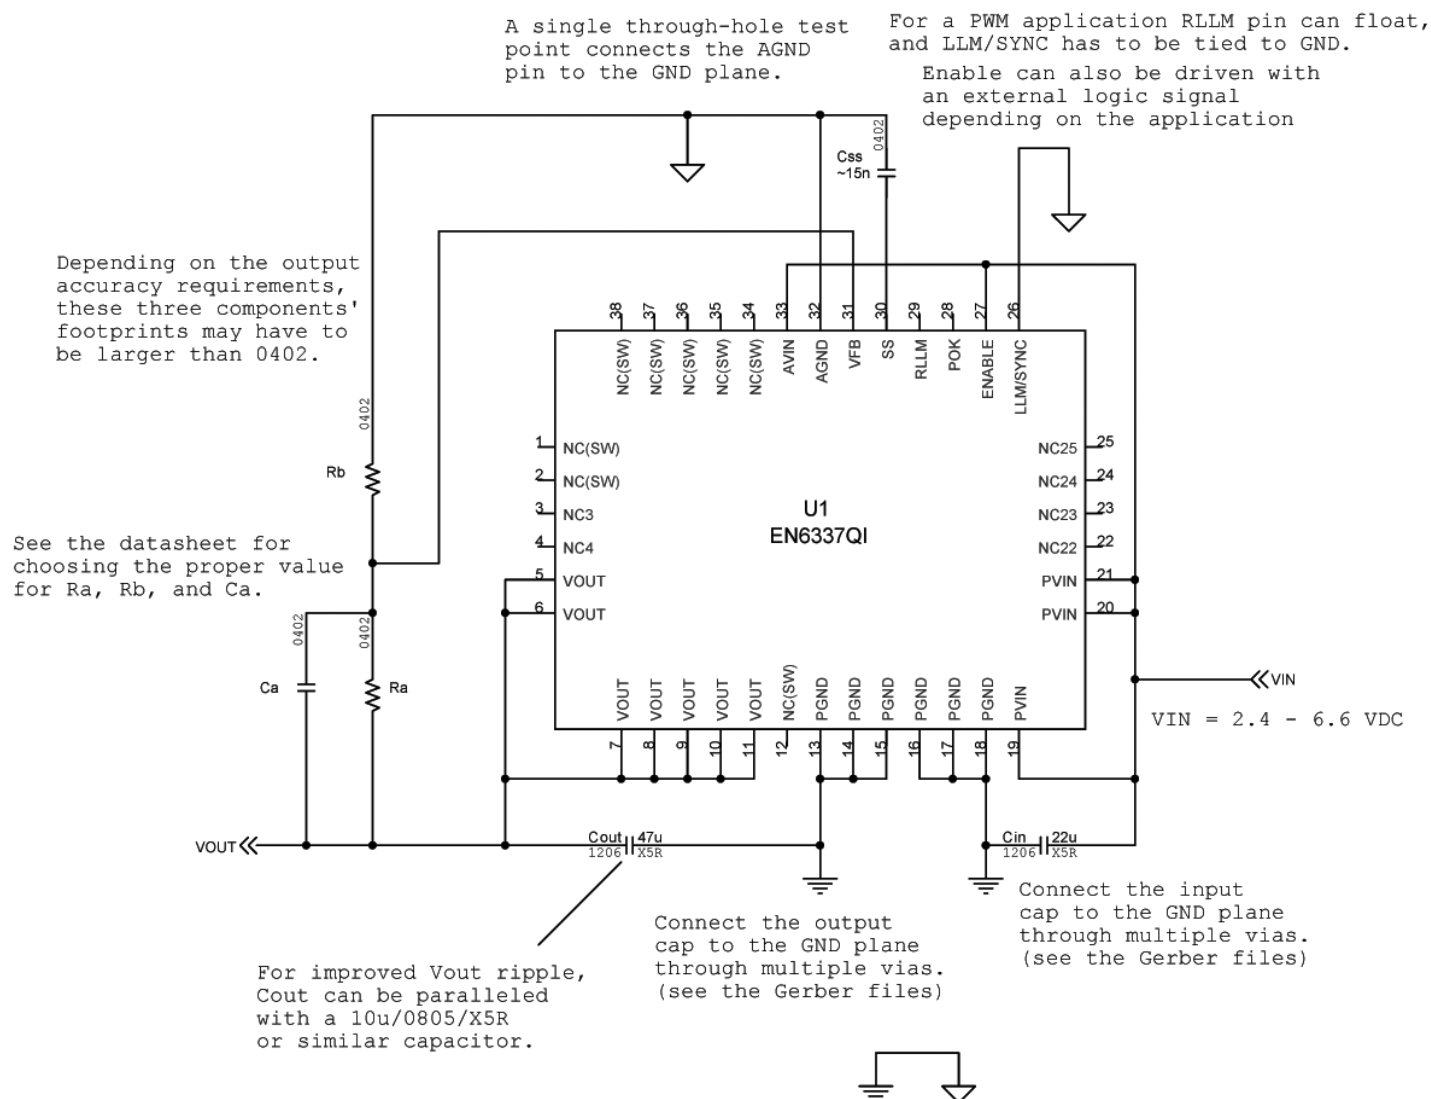 A single through-hole test
point connects the AGND
pin to the GND plane.
For a PWM application RLLM pin can float,
and LLM/SYNC has to be tied to GND.
Enable can also be driven with
an external logic signal
depending on the application
0402
Css
~15n
Depending on the output
accuracy requirements,
these three components'
footprints may have to
be larger than 0402.
38
37
36
35
34
33
32
31
30
29
28
27
26
NC(SW)
NC(SW)
NC(SW)
NC(SW)
NC(SW)
AVIN
AGND
VFB
SS
RLLM
POK
ENABLE
LLM/SYNC
0402
Rb
1 NC(SW)
2 NC(SW)
3 NC3
4 NC4
5 VOUT
6 VOUT
U1
EN6337QI
NC25 25
NC24 24
NC23 23
NC22 22
PVIN 21
PVIN 20
See the datasheet for
choosing the proper value
for Ra, Rb, and Ca.
0402
0402
Ca
Ra
VOUT
VOUT
VOUT
VOUT
VOUT
NC(SW)
PGND
PGND
PGND
PGND
PGND
PGND
PVIN
7
8
9
10
11
12
13
14
15
16
17
18
19
VIN
VIN = 2.4 - 6.6 VDC
VOUT
Cout 47u
1206 X5R
Cin 22u
1206 X5R
Connect the output
cap to the GND plane
through multiple vias.
(see the Gerber files)
Connect the input
cap to the GND plane
through multiple vias.
(see the Gerber files)
For improved Vout ripple,
Cout can be paralleled
with a 10u/0805/X5R
or similar capacitor.